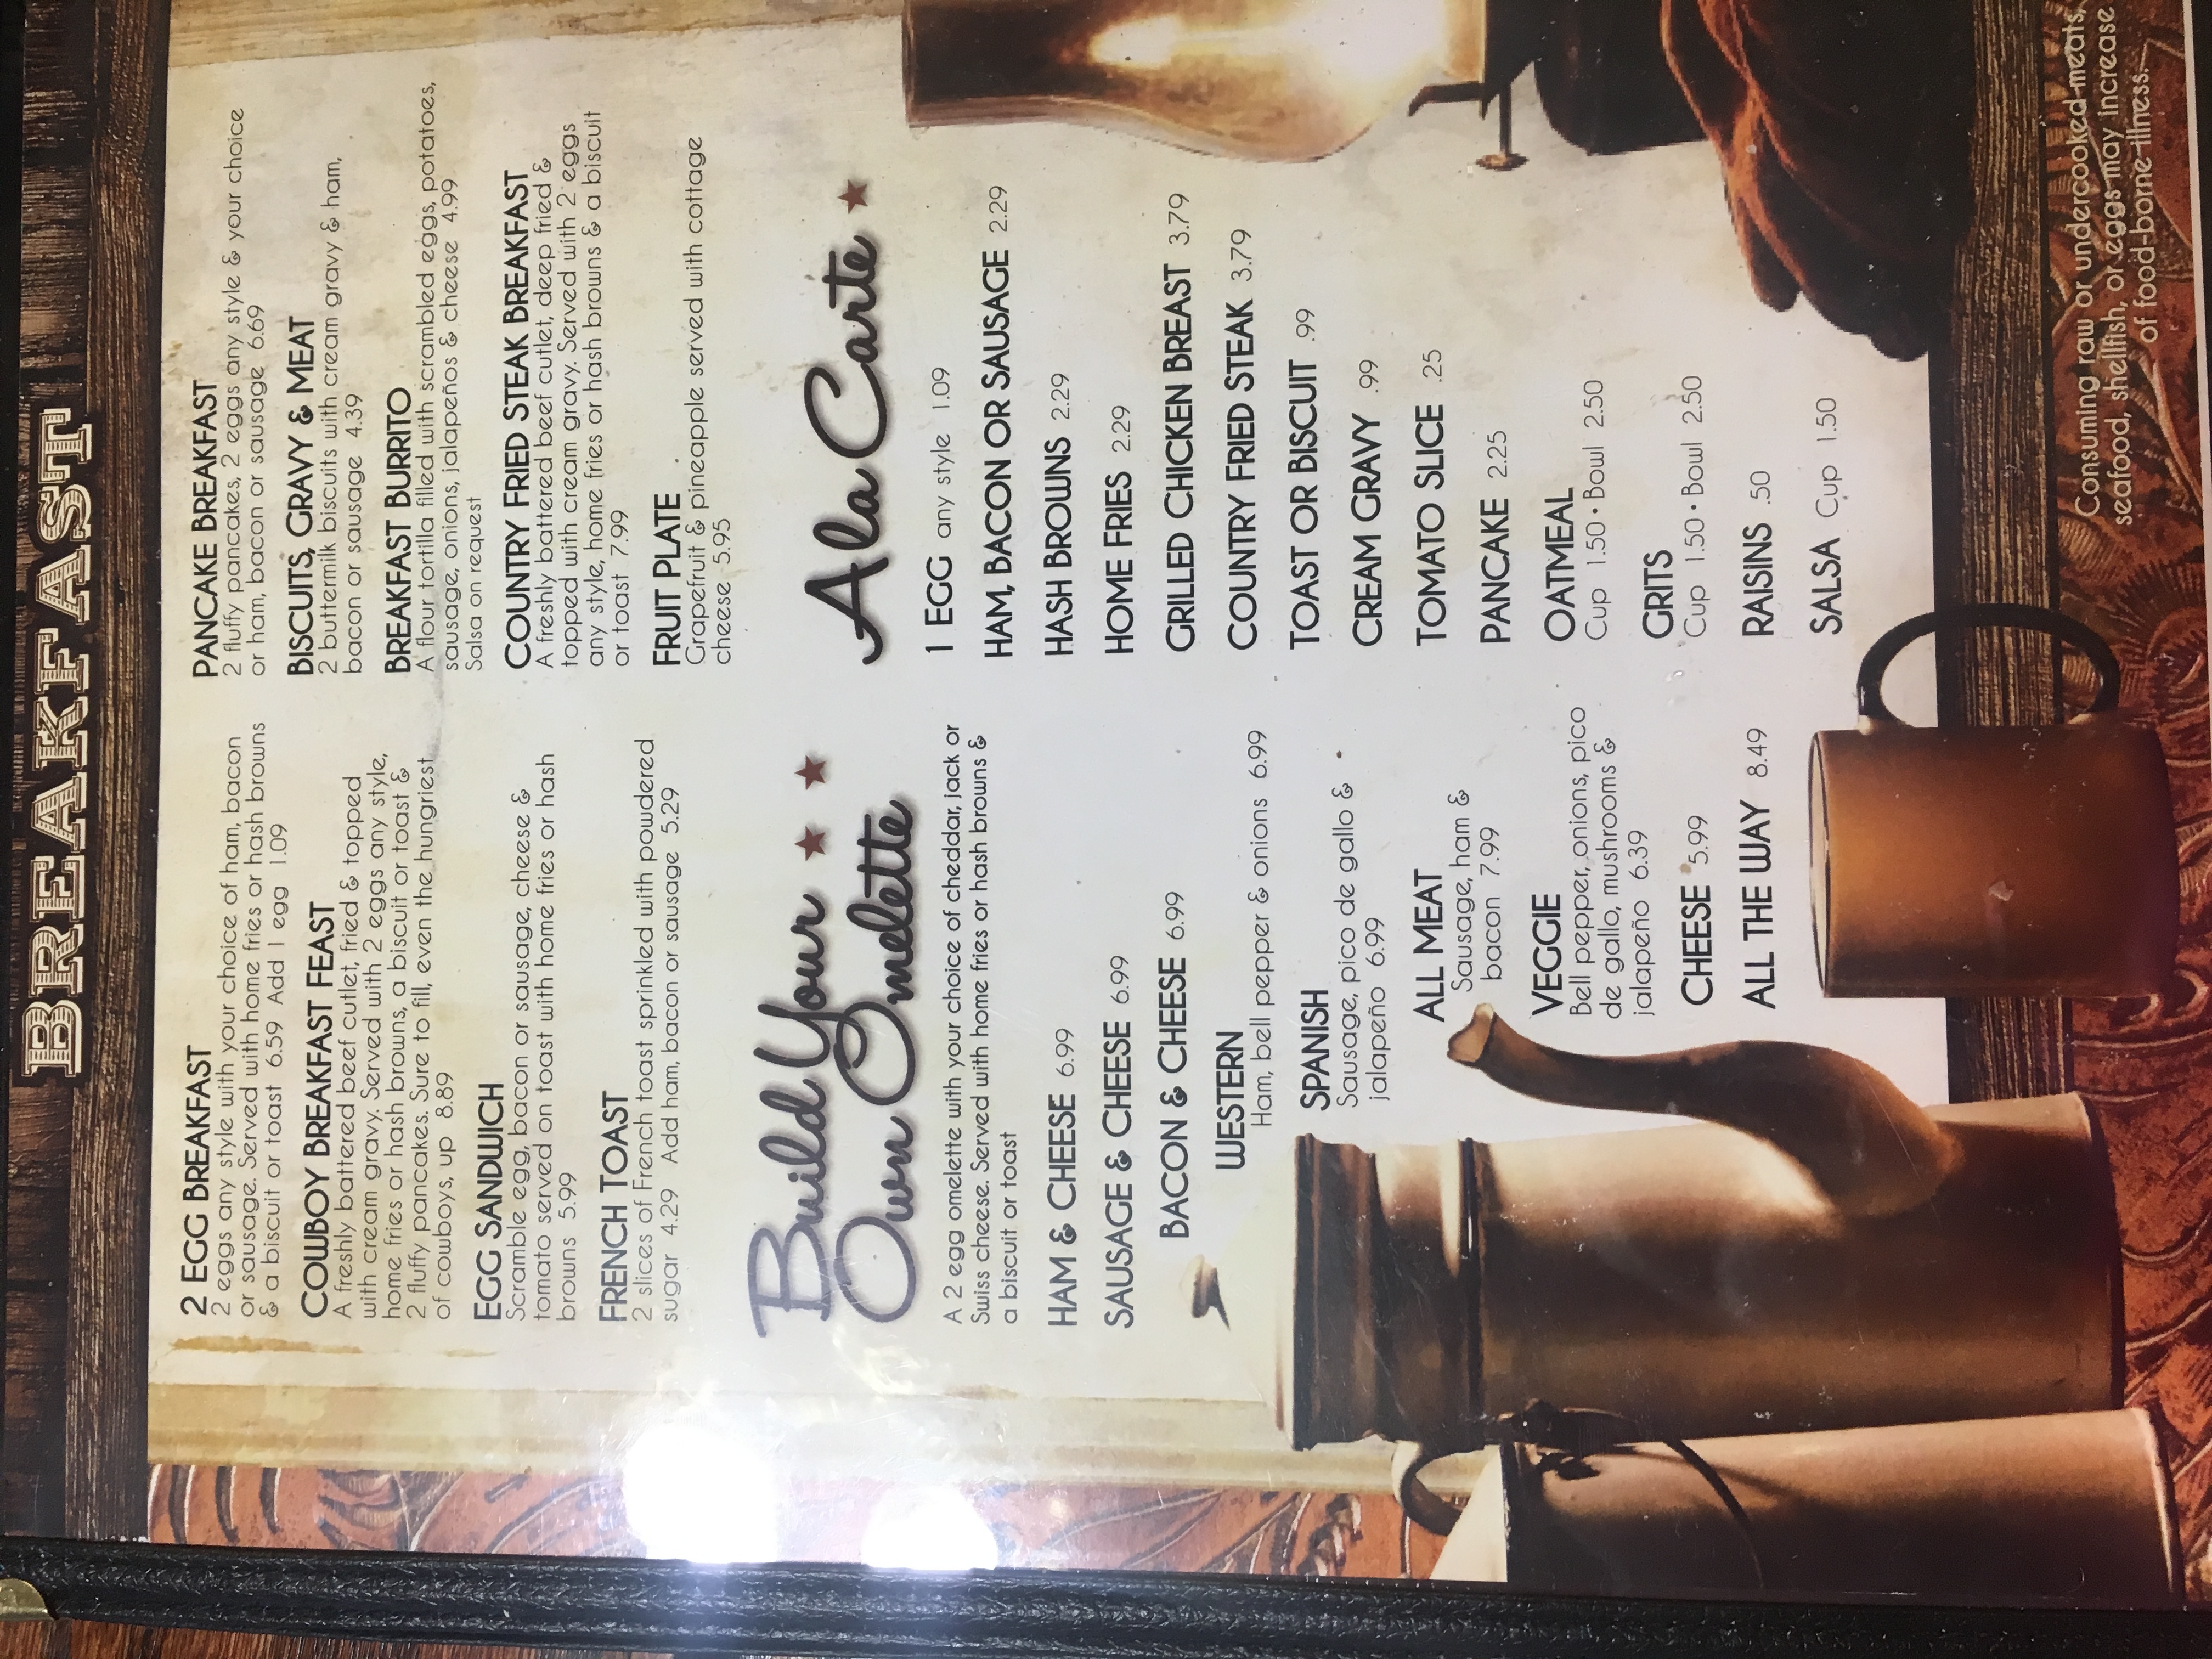 BREAKFAST
2 EGG BREAKFAST
2 eggs any style with your choice of ham, bacon
or sausage. Served with home fries or hash browns
& a biscuit or toast 6.59 Add 1 egg 1.09
COWBOY BREAKFAST FEAST
A freshly battered beef cutlet, fried & topped
with cream gravy. Served with 2 eggs any style,
home fries or hash browns, a biscuit or toast &
2 fluffy pancakes. Sure to fill, even the hungriest
of cowboys, up 8.89
EGG SANDWICH
Scramble egg, bacon or sausage, cheese &
tomato served on toast with home fries or hash
browns 5.99
FRENCH TOAST
2 slices of French toast sprinkled with powdered
sugar 4.29 Add ham, bacon or sausage 5.29
PANCAKE BREAKFAST
2 fluffy pancakes, 2 eggs any style & your choice
or ham, bacon or sausage 6.69
BISCUITS, GRAVY & MEAT
2 buttermilk biscuits with cream gravy & ham,
bacon or sausage 4.39
BREAKFAST BURRITO
A flour tortilla filled with scrambled eggs, potatoes,
sausage, onions, jalapeños & cheese 4.99
Salsa on request
COUNTRY FRIED STEAK BREAKFAST
A freshly battered beef cutlet, deep fried &
topped with cream gravy. Served with 2 eggs
any style, home fries or hash browns & a biscuit
or toast 7.99
FRUIT PLATE
Grapefruit & pineapple served with cottage
cheese 5.95
Build Your
Own Omelette
A 2 egg omelette with your choice of cheddar, jack or
Swiss cheese. Served with home fries or hash browns &
a biscuit or toast
HAM & CHEESE 6.99
SAUSAGE & CHEESE 6.99
BACON & CHEESE 6.99
WESTERN
Ham, bell pepper & onions 6.99
SPANISH
Sausage, pico de gallo &
jalapeño 6.99
ALL MEAT
Sausage, ham &
bacon 7.99
VEGGIE
Bell pepper, onions, pico
de gallo, mushrooms &
jalapeño 6.39
CHEESE 5.99
ALL THE WAY 8.49
Ala Carte
1 EGG any style 1.09
HAM, BACON OR SAUSAGE 2.29
HASH BROWNS 2.29
HOME FRIES 2.29
GRILLED CHICKEN BREAST 3.79
COUNTRY FRIED STEAK 3.79
TOAST OR BISCUIT .99
CREAM GRAVY .99
TOMATO SLICE .25
PANCAKE 2.25
OATMEAL
Cup 1.50 • Bowl 2.50
GRITS
Cup 1.50 • Bowl 2.50
RAISINS .50
SALSA Cup 1.50
Consuming raw or undercooked meats,
seafood, shellfish, or eggs may increase
of food-borne illness.